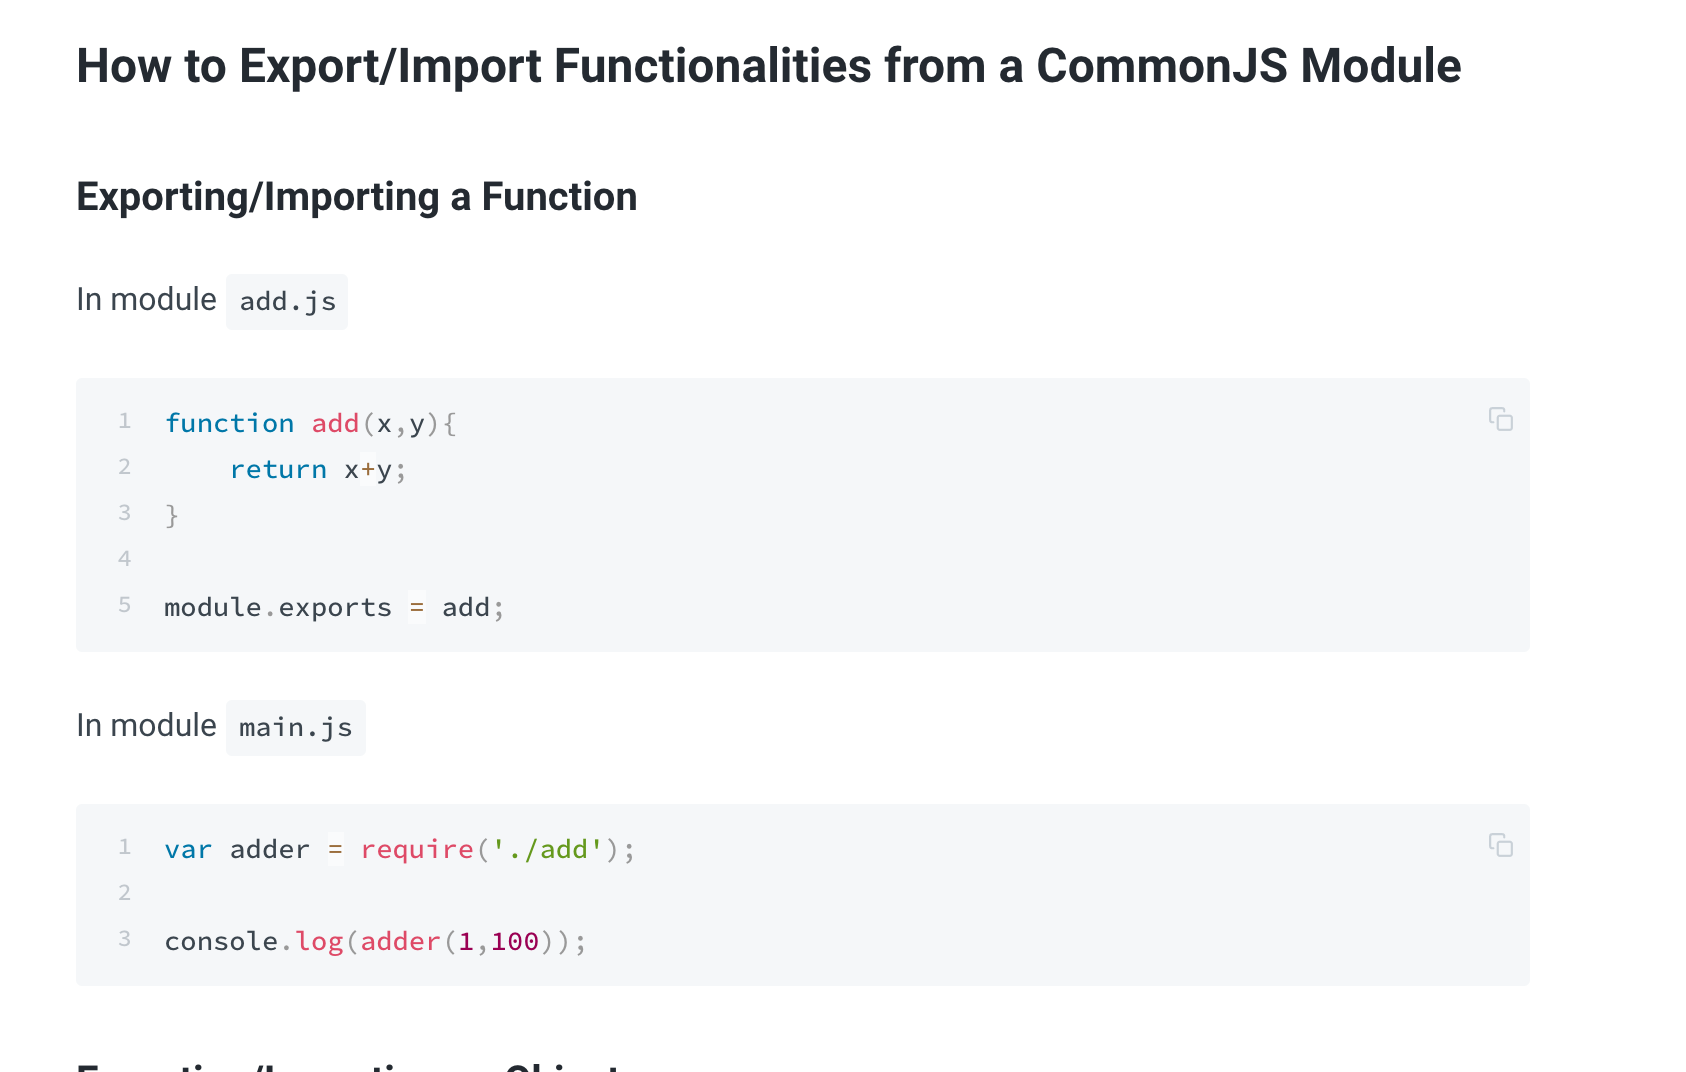 How to Export/Import Functionalities from a CommonJS Module
Exporting/Importing a Function
In module add.js
1 function add(x,y){
2     return x+y;
3 }
4
5 module.exports = add;
In module main.js
1 var adder = require('./add');
2
3 console.log(adder(1,100));